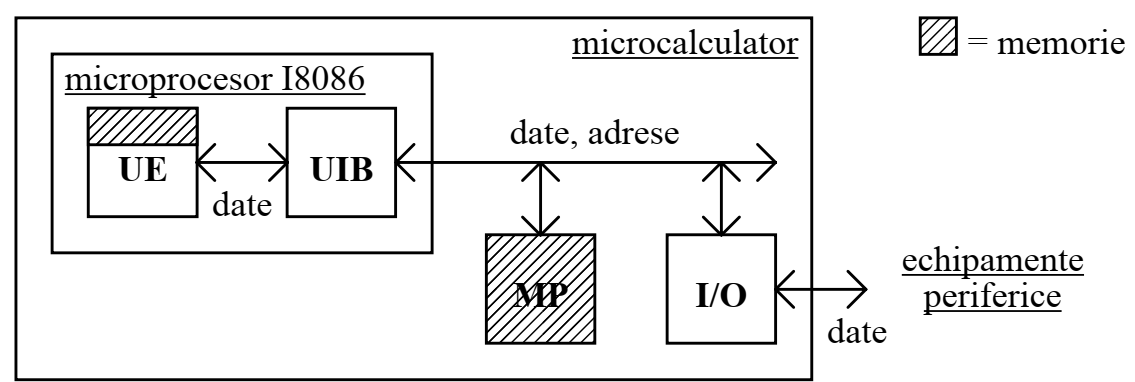 microcalculator
= memorie
microprocesor I8086
date, adrese
UE
UIB
date
MP
I/O
echipamente
periferice
date